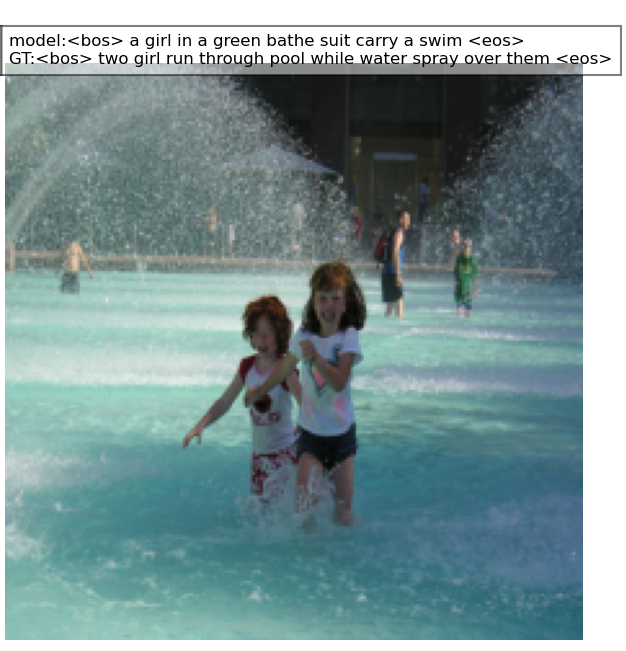 model:<bos> a girl in a green bathe suit carry a swim <eos>
GT:<bos> two girl run through pool while water spray over them <eos>